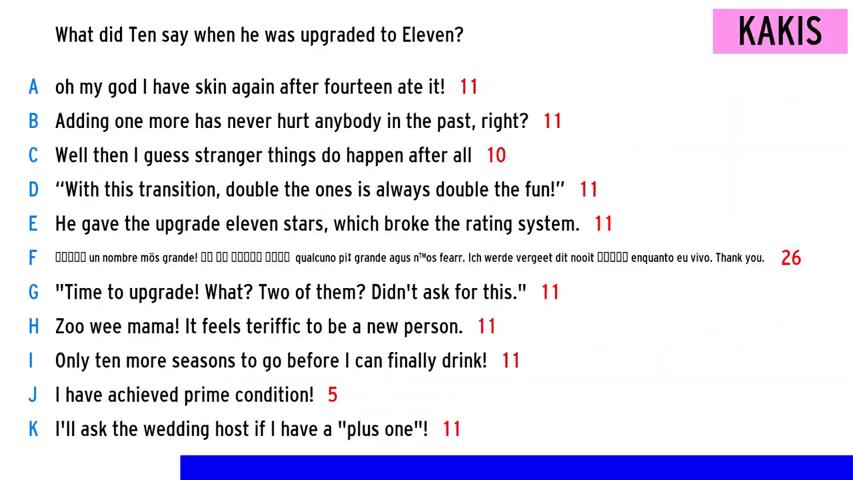 What did Ten say when he was upgraded to Eleven?
KAKIS
A oh my god I have skin again after fourteen ate it! 11
B Adding one more has never hurt anybody in the past, right? 11
C Well then I guess stranger things do happen after all 10
D “With this transition, double the ones is always double the fun!” 11
E He gave the upgrade eleven stars, which broke the rating system. 11
F un nombre mös grande! qualcuno pi‡ grande agus n™os fearr. Ich werde vergeet dit nooit enquanto eu vivo. Thank you. 26
G "Time to upgrade! What? Two of them? Didn't ask for this." 11
H Zoo wee mama! It feels teriffic to be a new person. 11
I Only ten more seasons to go before I can finally drink! 11
J I have achieved prime condition! 5
K I'll ask the wedding host if I have a "plus one"! 11